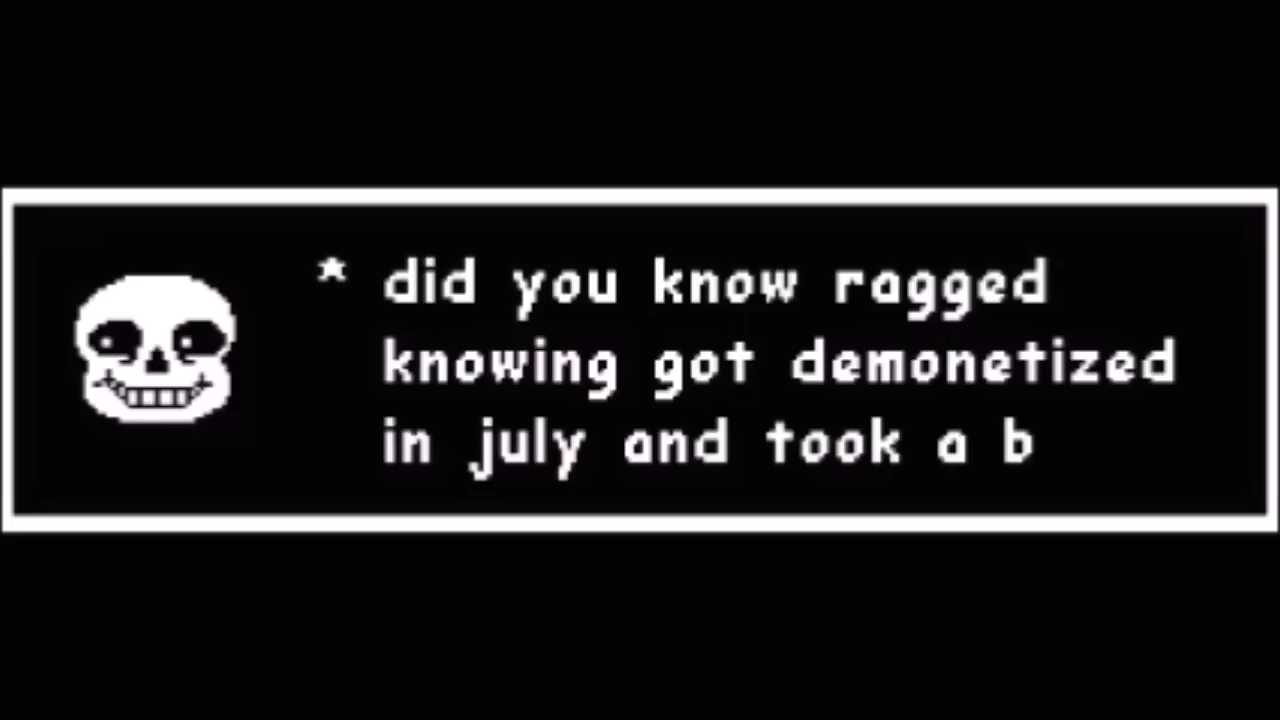 * did you know ragged
knowing got demonetized
in july and took a b